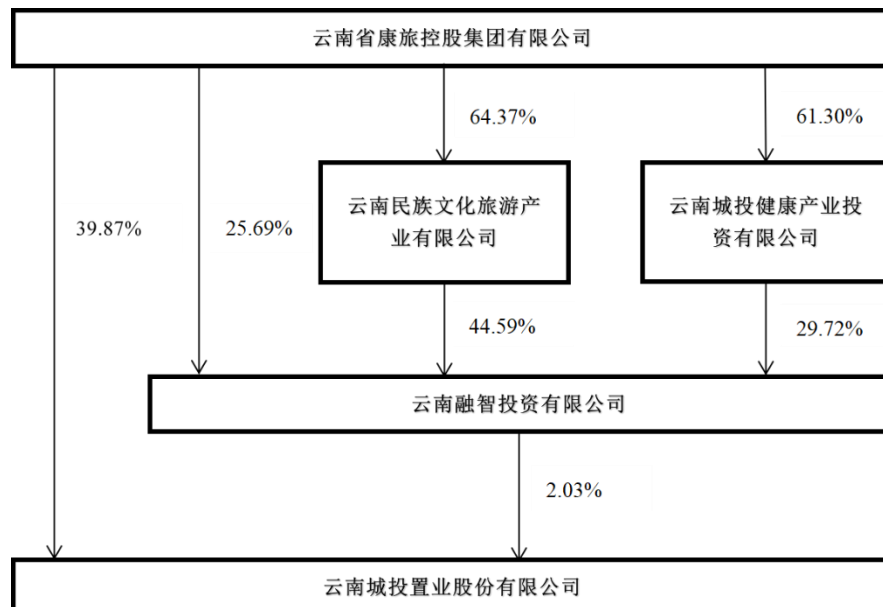 云南省康旅控股集团有限公司
64.37%
61.30%
云南民族文化旅游产
业有限公司
云南城投健康产业投
资有限公司
39.87%
25.69%
44.59%
29.72%
云南融智投资有限公司
2.03%
云南城投置业股份有限公司